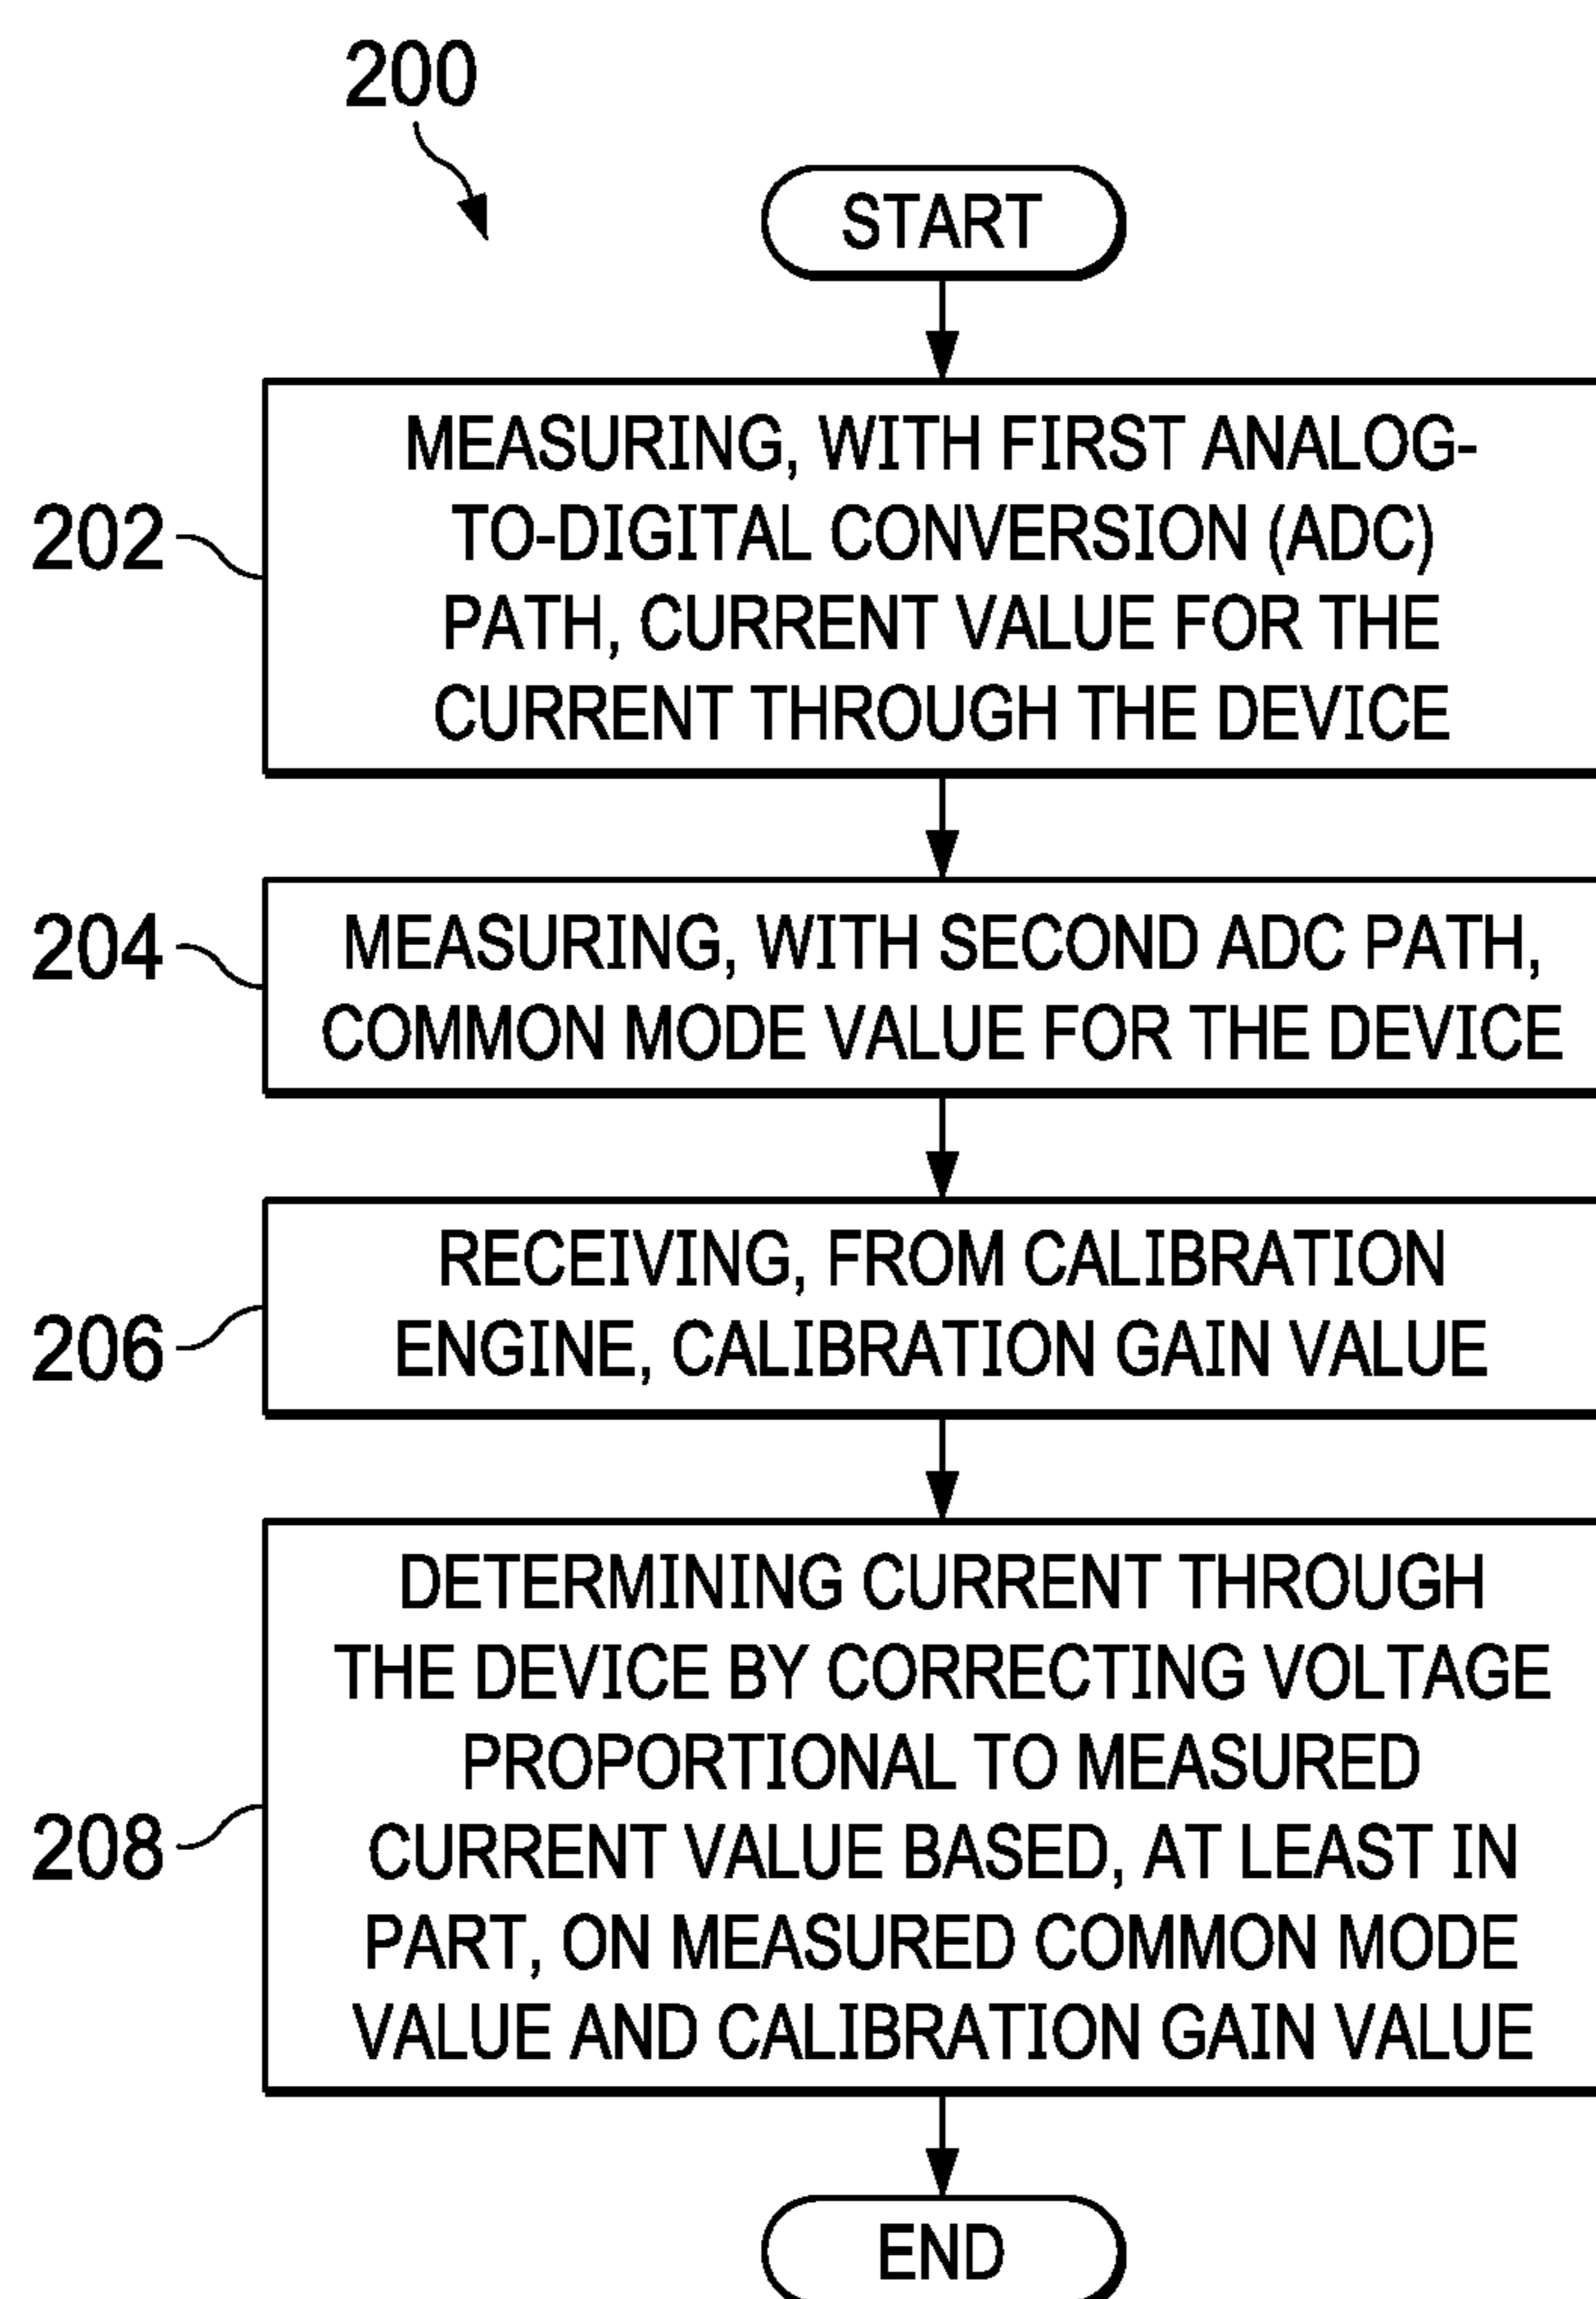 200
START
202
MEASURING, WITH FIRST ANALOG-
TO-DIGITAL CONVERSION (ADC)
PATH, CURRENT VALUE FOR THE
CURRENT THROUGH THE DEVICE
204
MEASURING, WITH SECOND ADC PATH,
COMMON MODE VALUE FOR THE DEVICE
206
RECEIVING, FROM CALIBRATION
ENGINE, CALIBRATION GAIN VALUE
208
DETERMINING CURRENT THROUGH
THE DEVICE BY CORRECTING VOLTAGE
PROPORTIONAL TO MEASURED
CURRENT VALUE BASED, AT LEAST IN
PART, ON MEASURED COMMON MODE
VALUE AND CALIBRATION GAIN VALUE
END